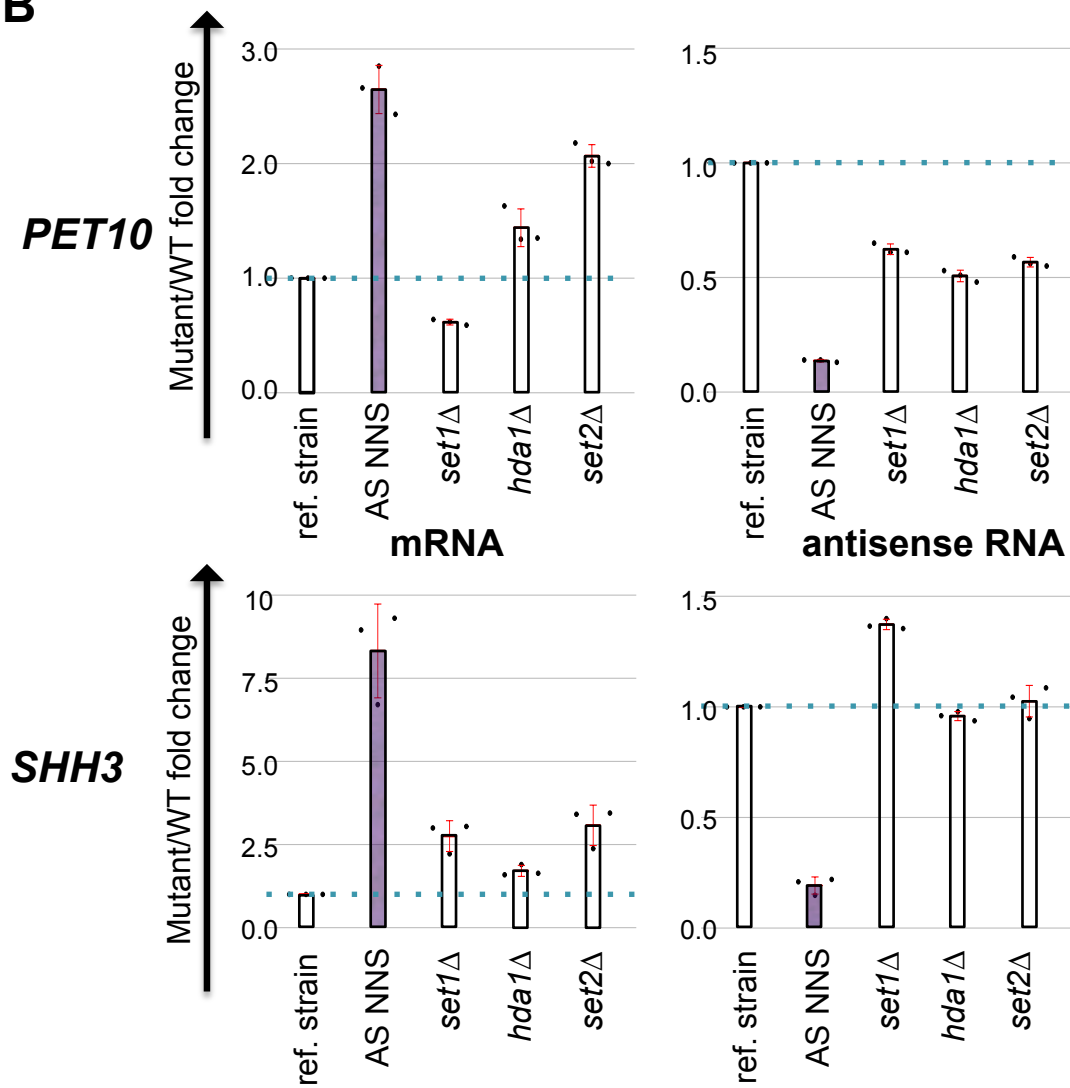 B
PET10
Mutant/WT fold change
3.0
2.0
1.0
0.0
ref. strain
AS NNS
set1Δ
hda1Δ
set2Δ
mRNA
1.5
1.0
0.5
0.0
ref. strain
AS NNS
set1Δ
hda1Δ
set2Δ
antisense RNA
SHH3
Mutant/WT fold change
10
7.5
5.0
2.5
0.0
ref. strain
AS NNS
set1Δ
hda1Δ
set2Δ
1.5
1.0
0.5
0.0
ref. strain
AS NNS
set1Δ
hda1Δ
set2Δ